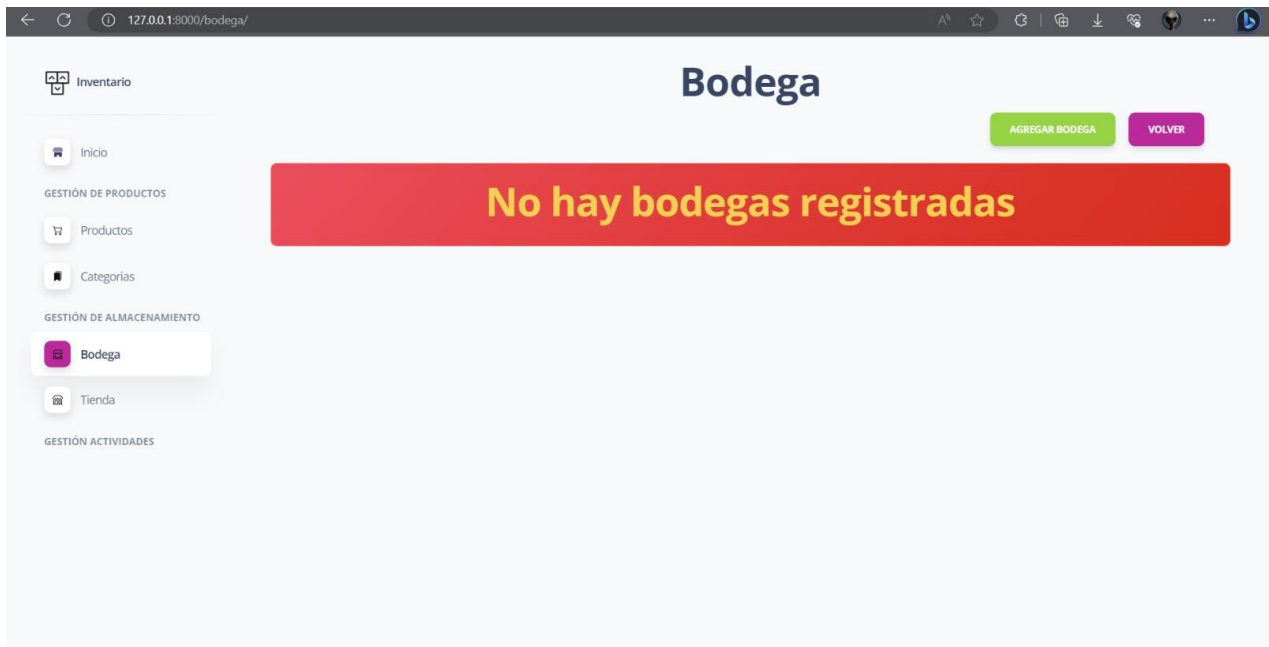 127.0.0.1:8000/bodega/
Inventario
Bodega
AGREGAR BODEGA
VOLVER
Inicio
No hay bodegas registradas
GESTIÓN DE PRODUCTOS
Productos
Categorias
GESTIÓN DE ALMACENAMIENTO
Bodega
Tienda
GESTIÓN ACTIVIDADES